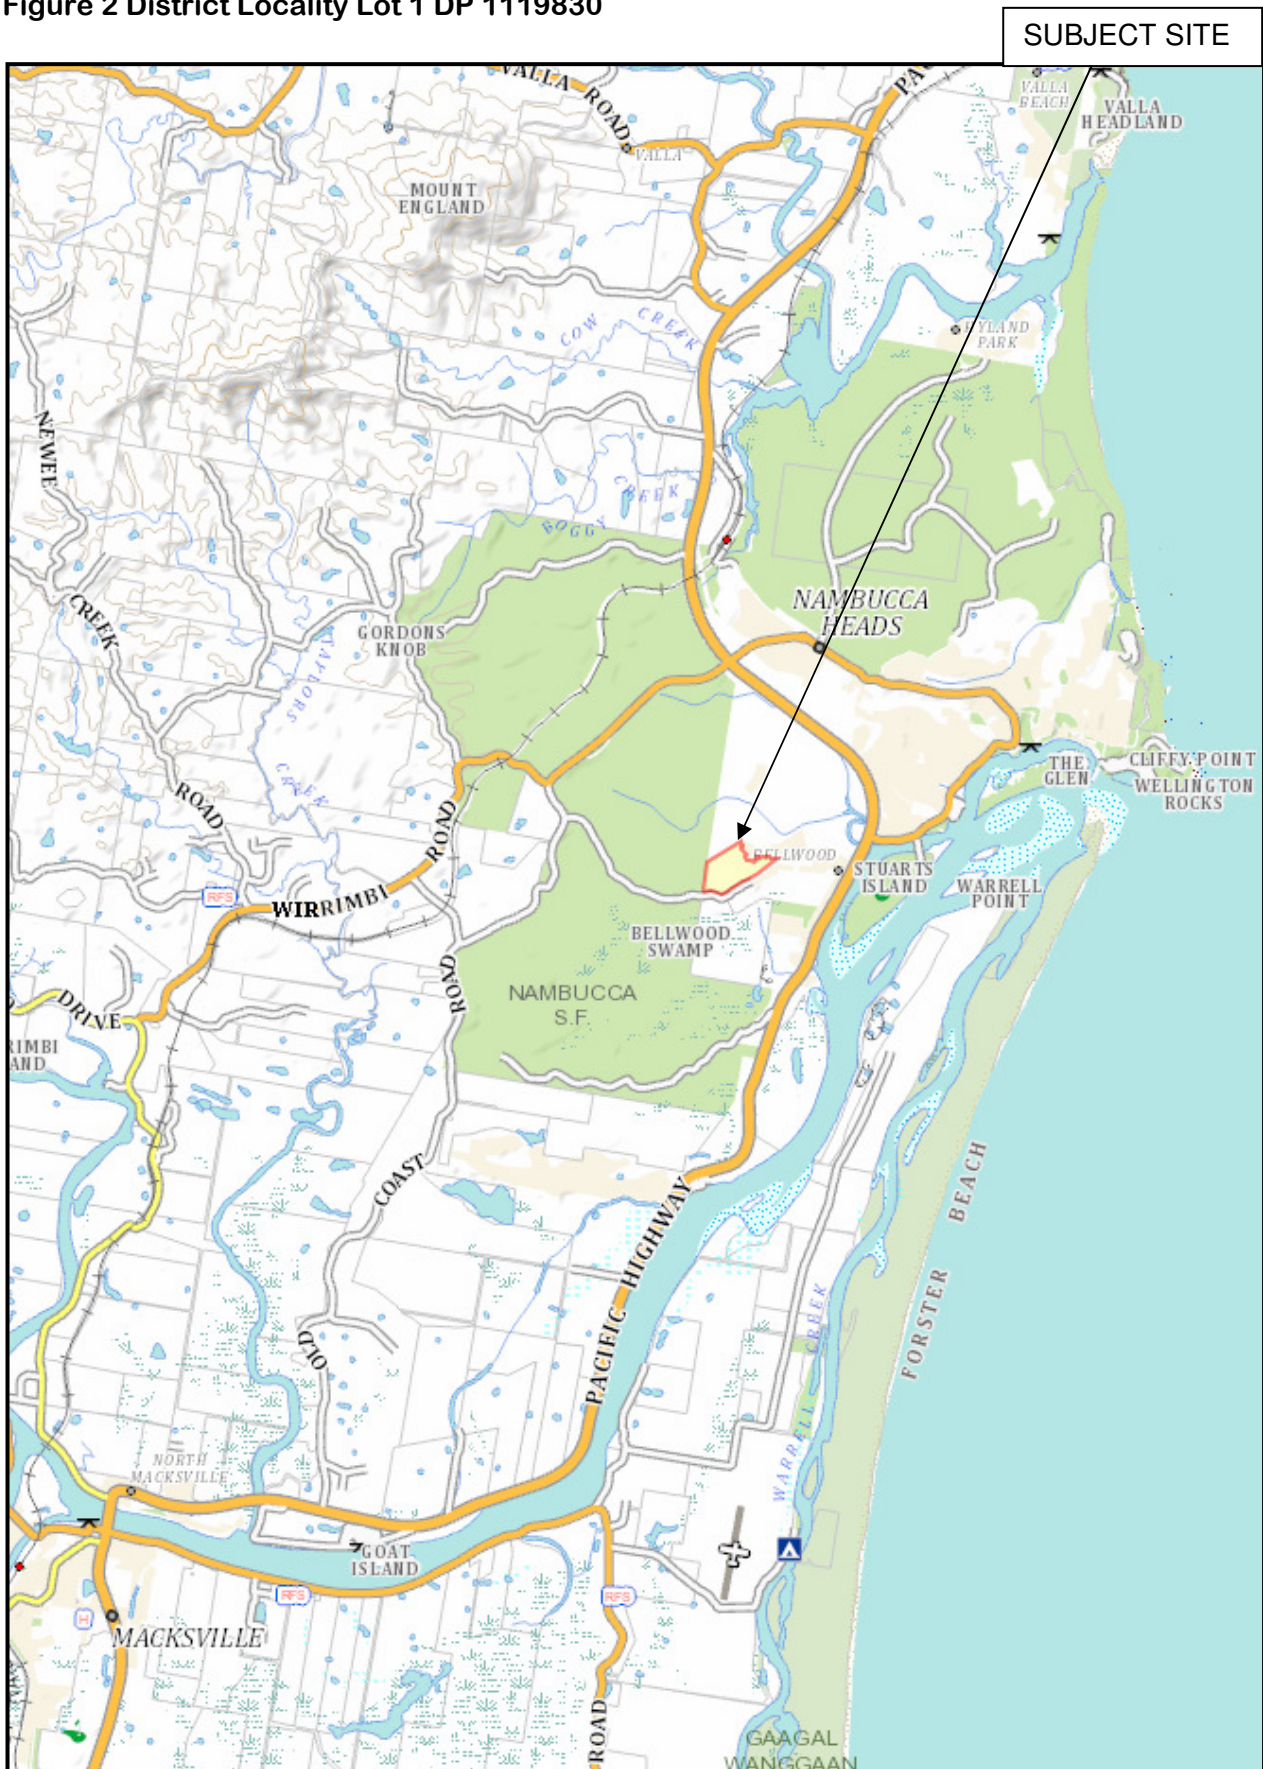 Figure 2 District Locality Lot 1 DP 1119830
SUBJECT SITE
VALLA ROAD
VALLA
BEACH
VALLA
HEADLAND
VALLA
MOUNT
ENGLAND
COW CREEK
HYLAND
PARK
NEWEE
CREEK
ROAD
BOGGY CREEK
NAMBUCCA
HEADS
GORDONS
KNOB
TAYLORS
CREEK
THE
GLEN
CLIFFY POINT
WELLINGTON
ROCKS
ROAD
BELLWOOD
STUARTS
ISLAND
WARRELL
POINT
RFS
WIRRIMBI
BELLWOOD
SWAMP
ROAD
NAMBUCCA
S.F.
DRIVE
RIMBI
AND
COAST
OLD
PACIFIC HIGHWAY
FORSTER BEACH
WARRELL CREEK
NORTH
MACKSVILLE
GOAT
ISLAND
RFS
RFS
H
MACKSVILLE
ROAD
GAAGAL
WANGGAAN